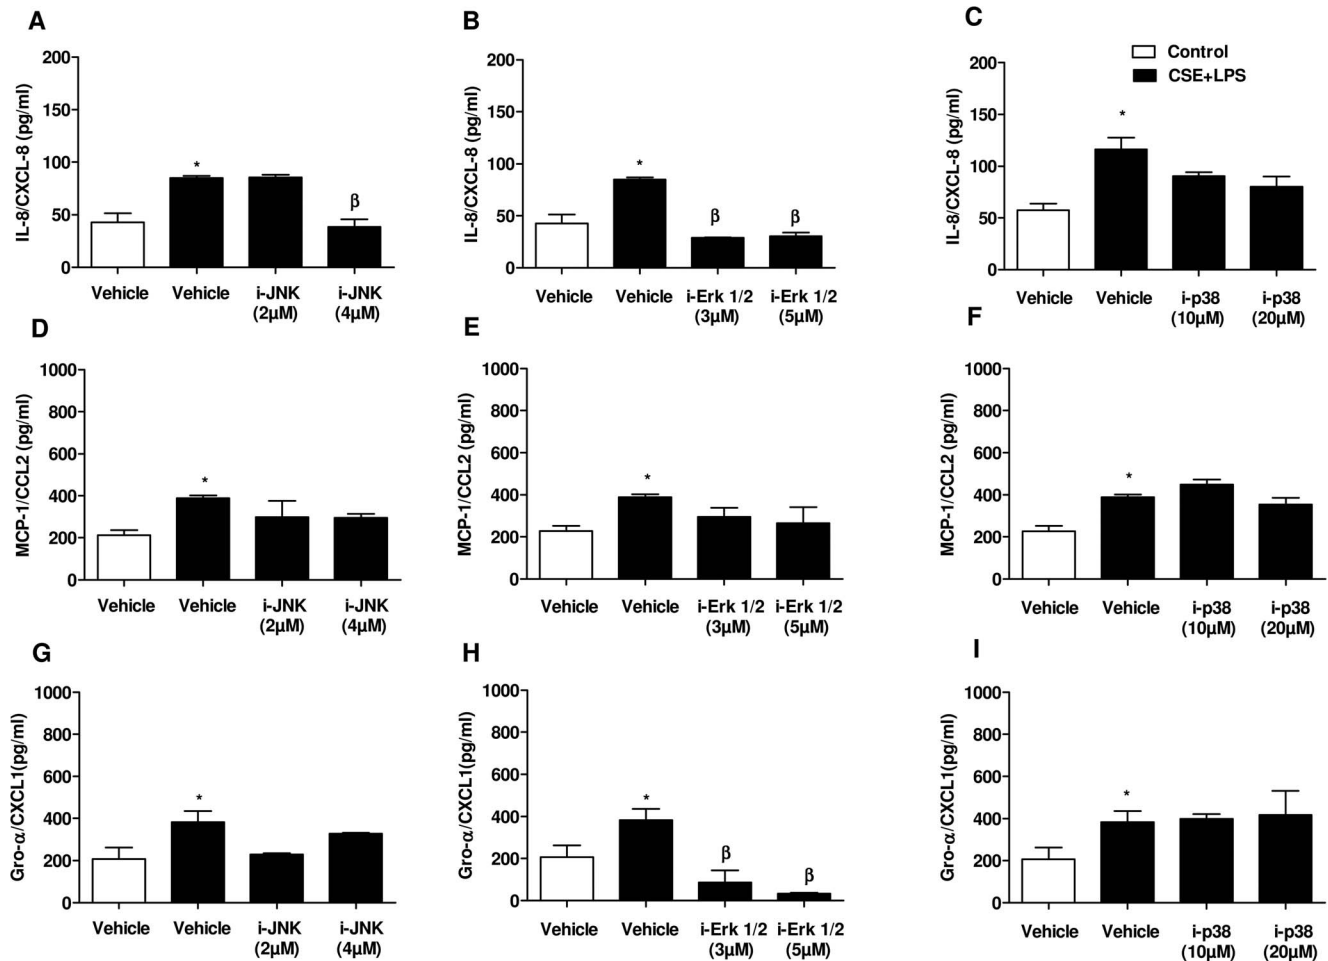 A
IL-8/CXCL-8 (pg/ml)
200
150
100
50
0
*
β
Vehicle Vehicle i-JNK i-JNK
(2µM) (4µM)
B
IL-8/CXCL-8 (pg/ml)
200
150
100
50
0
*
β β
Vehicle Vehicle i-Erk 1/2 i-Erk 1/2
(3µM) (5µM)
C
Control
CSE+LPS
IL-8/CXCL-8 (pg/ml)
200
150
100
50
0
*
Vehicle Vehicle i-p38 i-p38
(10µM) (20µM)
D
MCP-1/CCL2 (pg/ml)
1000
800
600
400
200
0
*
Vehicle Vehicle i-JNK i-JNK
(2µM) (4µM)
E
MCP-1/CCL2 (pg/ml)
1000
800
600
400
200
0
*
Vehicle Vehicle i-Erk 1/2 i-Erk 1/2
(3µM) (5µM)
F
MCP-1/CCL2 (pg/ml)
1000
800
600
400
200
0
*
Vehicle Vehicle i-p38 i-p38
(10µM) (20µM)
G
Gro-α/CXCL1(pg/ml)
1000
800
600
400
200
0
*
Vehicle Vehicle i-JNK i-JNK
(2µM) (4µM)
H
Gro-α/CXCL1(pg/ml)
1000
800
600
400
200
0
*
β
β
Vehicle Vehicle i-Erk 1/2 i-Erk 1/2
(3µM) (5µM)
I
Gro-α/CXCL1(pg/ml)
1000
800
600
400
200
0
*
Vehicle Vehicle i-p38 i-p38
(10µM) (20µM)